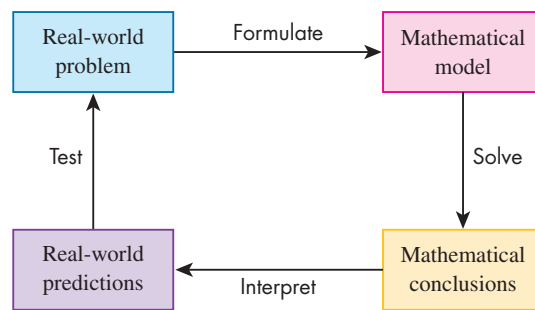 Real-world
problem
Formulate
Mathematical
model
Test
Solve
Real-world
predictions
Interpret
Mathematical
conclusions